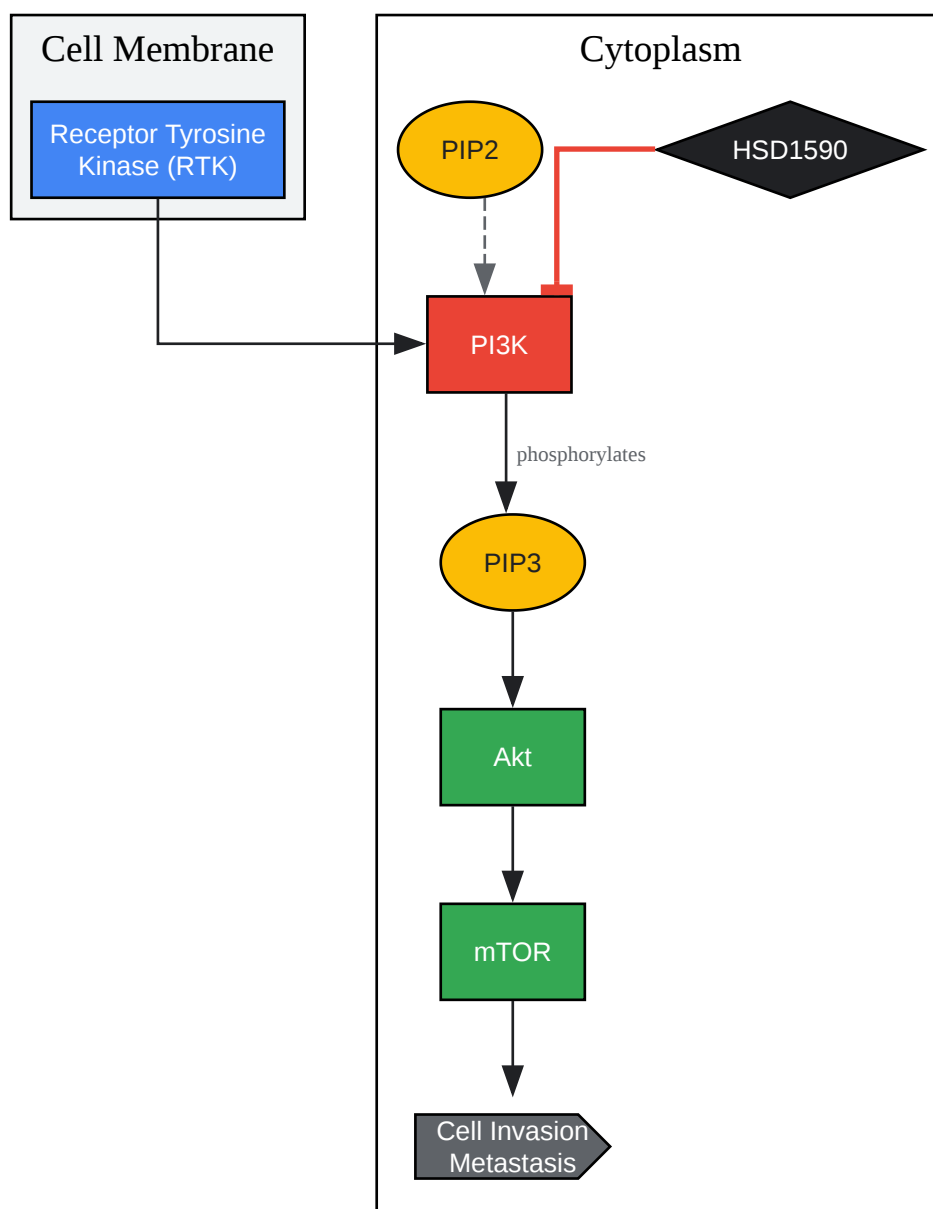 Cell Membrane
Receptor Tyrosine
Kinase (RTK)
Cytoplasm
PIP2
HSD1590
PI3K
phosphorylates
PIP3
Akt
mTOR
Cell Invasion
Metastasis